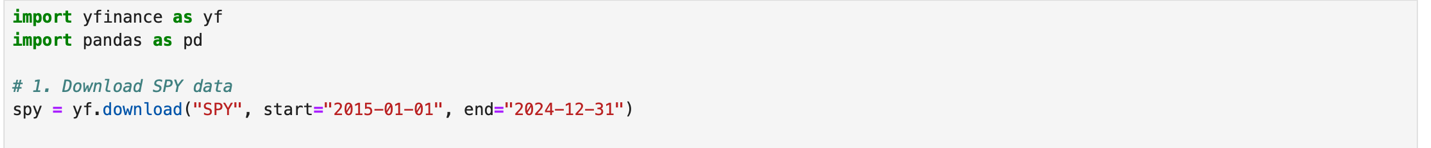 import yfinance as yf
import pandas as pd
# 1. Download SPY data
spy = yf.download("SPY", start="2015-01-01", end="2024-12-31")